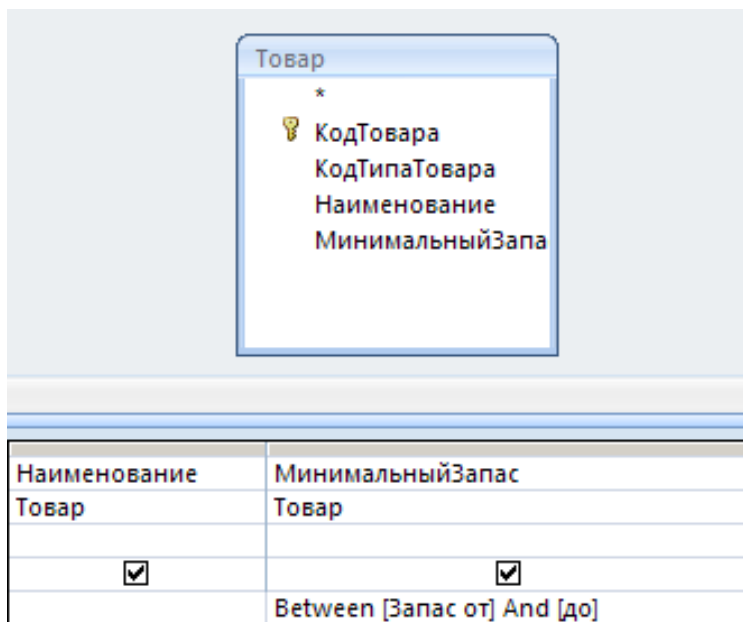 Товар
*
КодТовара
КодТипаТовара
Наименование
МинимальныйЗапа
Наименование МинимальныйЗапас
Товар Товар
Between [Запас от] And [до]